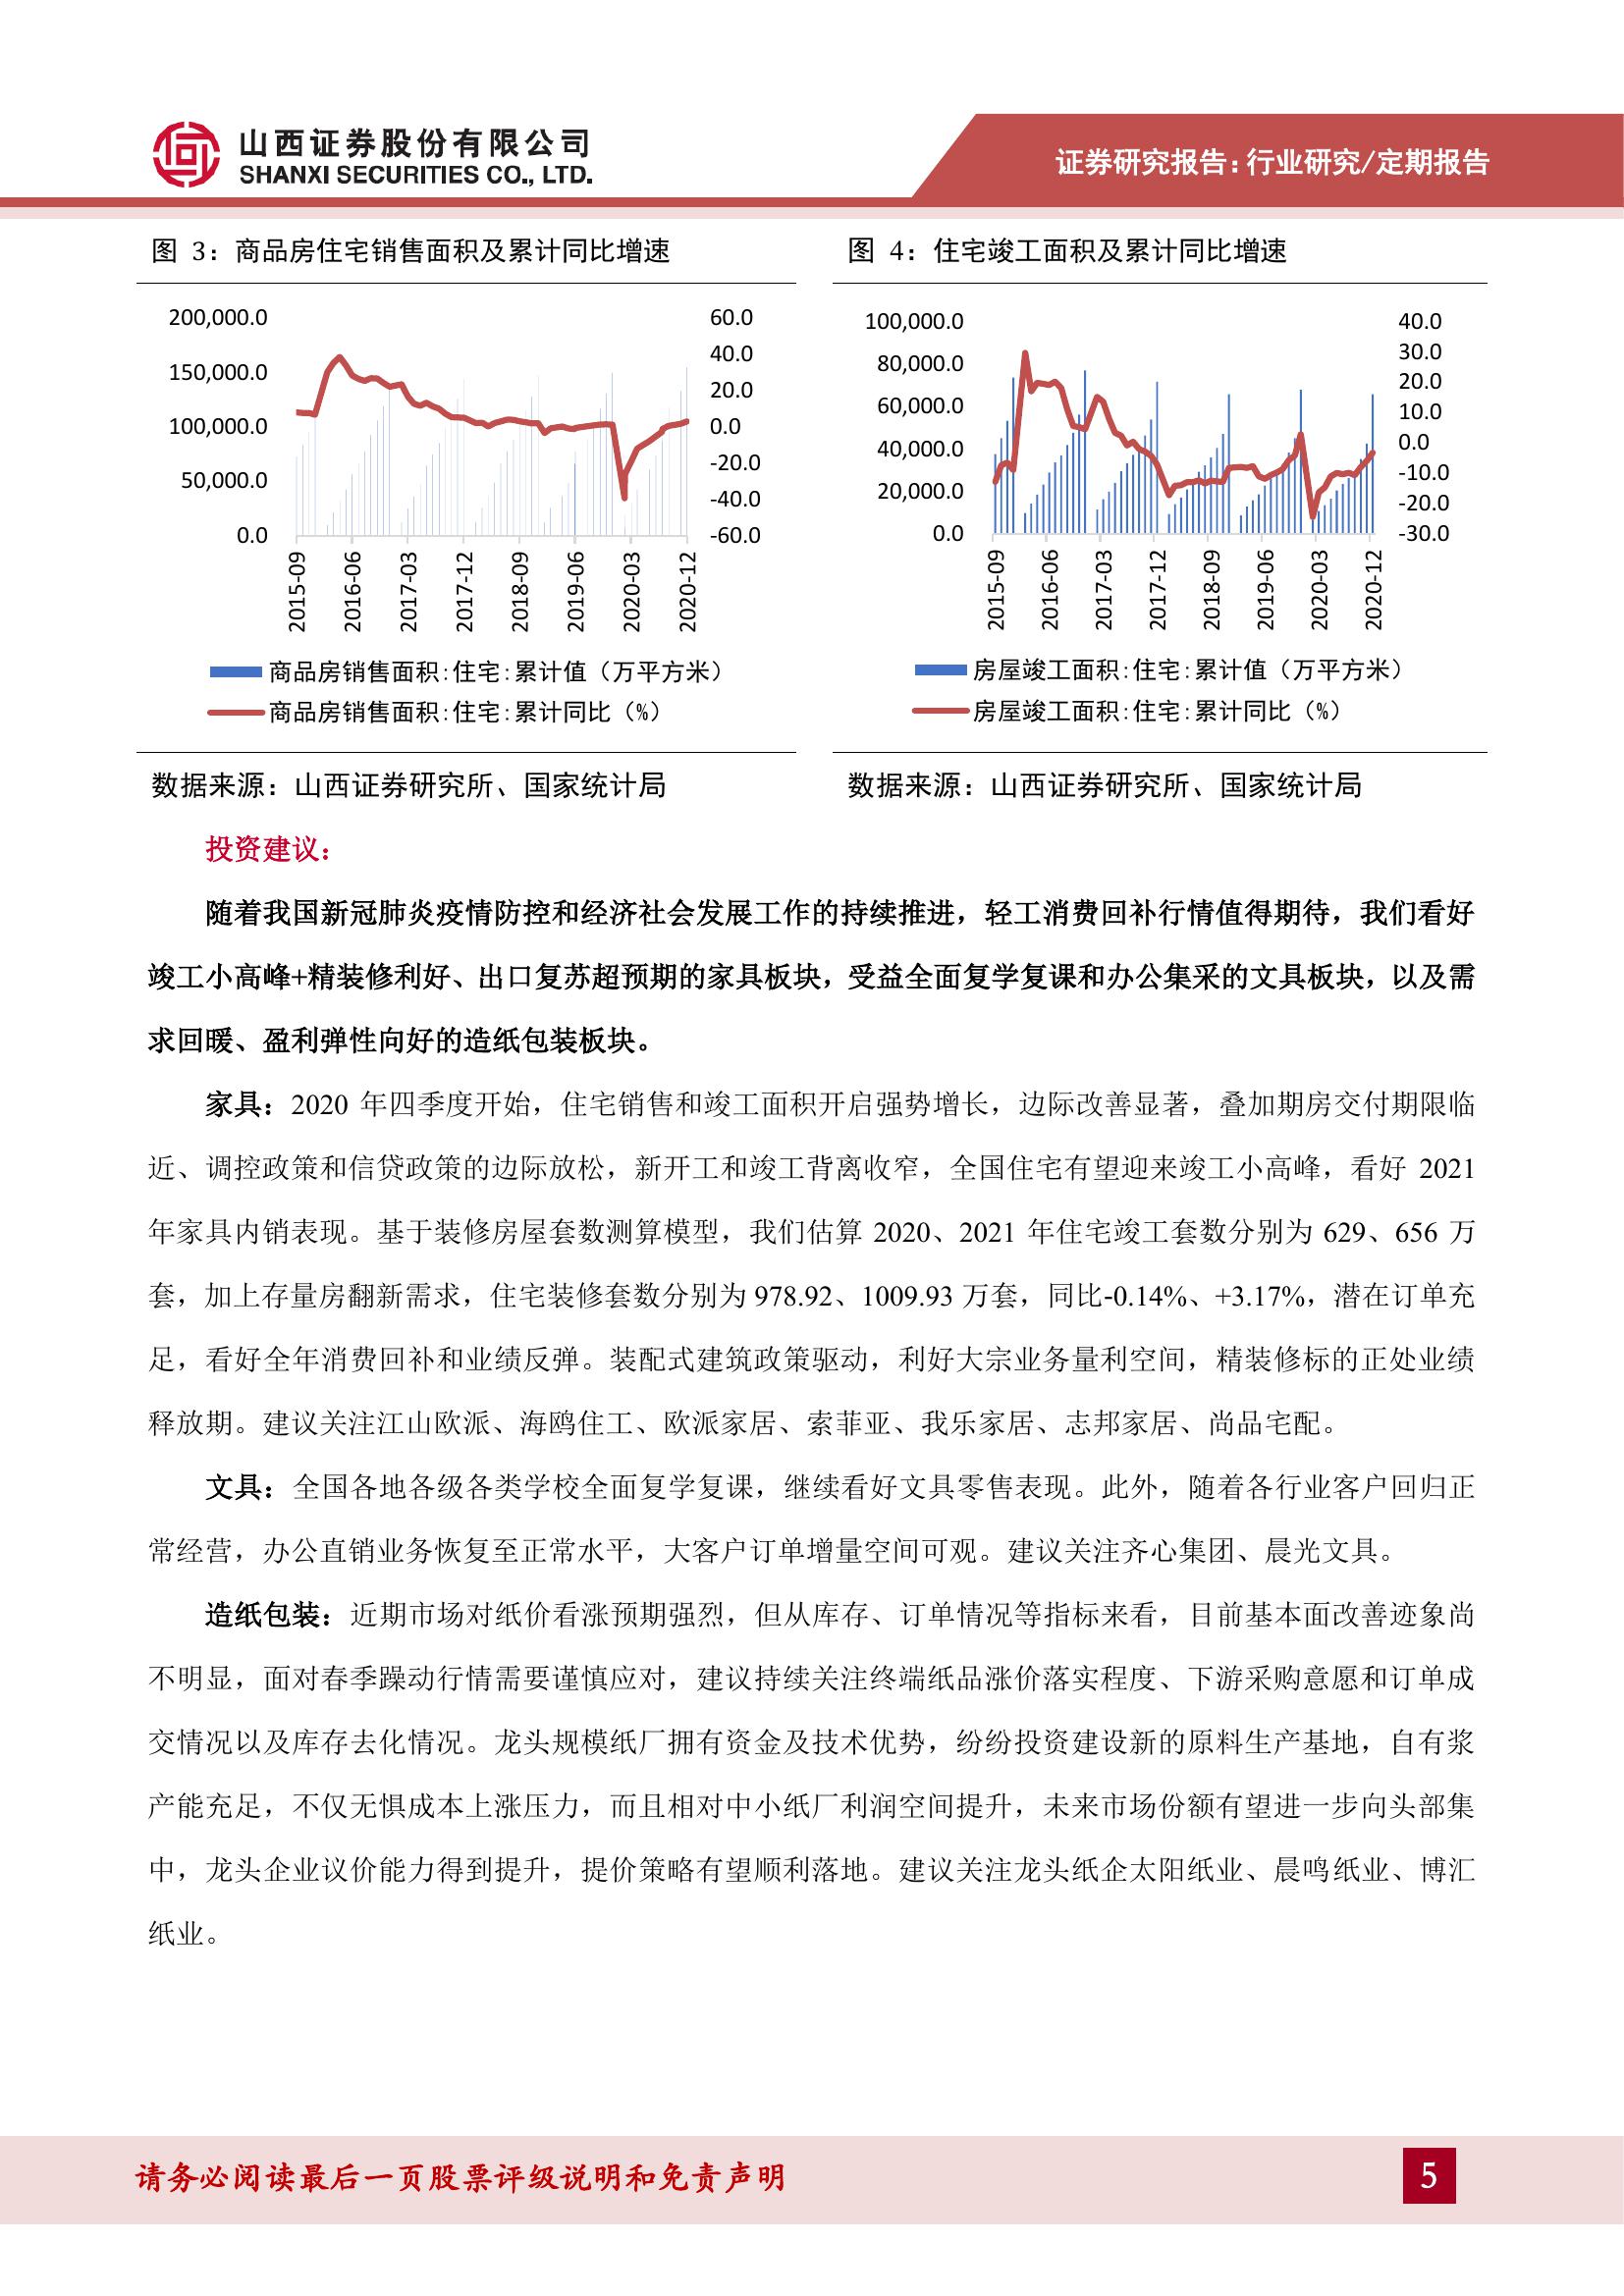 山西证券股份有限公司
SHANXI SECURITIES CO., LTD.
证券研究报告：行业研究/定期报告
图 3：商品房住宅销售面积及累计同比增速
200,000.0
150,000.0
100,000.0
50,000.0
0.0
60.0
40.0
20.0
0.0
-20.0
-40.0
-60.0
2015-09
2016-06
2017-03
2017-12
2018-09
2019-06
2020-03
2020-12
商品房销售面积:住宅:累计值（万平方米）
商品房销售面积:住宅:累计同比（%）
数据来源：山西证券研究所、国家统计局
图 4：住宅竣工面积及累计同比增速
100,000.0
80,000.0
60,000.0
40,000.0
20,000.0
0.0
40.0
30.0
20.0
10.0
0.0
-10.0
-20.0
-30.0
2015-09
2016-06
2017-03
2017-12
2018-09
2019-06
2020-03
2020-12
房屋竣工面积:住宅:累计值（万平方米）
房屋竣工面积:住宅:累计同比（%）
数据来源：山西证券研究所、国家统计局
投资建议：
随着我国新冠肺炎疫情防控和经济社会发展工作的持续推进，轻工消费回补行情值得期待，我们看好
竣工小高峰+精装修利好、出口复苏超预期的家具板块，受益全面复学复课和办公集采的文具板块，以及需
求回暖、盈利弹性向好的造纸包装板块。
家具：2020 年四季度开始，住宅销售和竣工面积开启强势增长，边际改善显著，叠加期房交付期限临
近、调控政策和信贷政策的边际放松，新开工和竣工背离收窄，全国住宅有望迎来竣工小高峰，看好 2021
年家具内销表现。基于装修房屋套数测算模型，我们估算 2020、2021 年住宅竣工套数分别为 629、656 万
套，加上存量房翻新需求，住宅装修套数分别为 978.92、1009.93 万套，同比-0.14%、+3.17%，潜在订单充
足，看好全年消费回补和业绩反弹。装配式建筑政策驱动，利好大宗业务量利空间，精装修标的正处业绩
释放期。建议关注江山欧派、海鸥住工、欧派家居、索菲亚、我乐家居、志邦家居、尚品宅配。
文具：全国各地各级各类学校全面复学复课，继续看好文具零售表现。此外，随着各行业客户回归正
常经营，办公直销业务恢复至正常水平，大客户订单增量空间可观。建议关注齐心集团、晨光文具。
造纸包装：近期市场对纸价看涨预期强烈，但从库存、订单情况等指标来看，目前基本面改善迹象尚
不明显，面对春季躁动行情需要谨慎应对，建议持续关注终端纸品涨价落实程度、下游采购意愿和订单成
交情况以及库存去化情况。龙头规模纸厂拥有资金及技术优势，纷纷投资建设新的原料生产基地，自有浆
产能充足，不仅无惧成本上涨压力，而且相对中小纸厂利润空间提升，未来市场份额有望进一步向头部集
中，龙头企业议价能力得到提升，提价策略有望顺利落地。建议关注龙头纸企太阳纸业、晨鸣纸业、博汇
纸业。
请务必阅读最后一页股票评级说明和免责声明
5